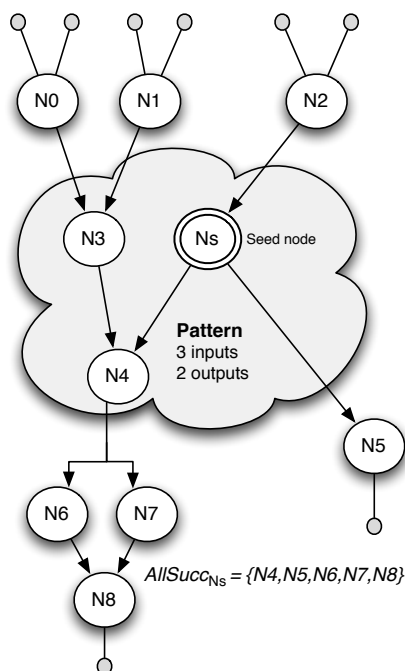 N0
N1
N2
N3
Ns
Seed node
Pattern
3 inputs
2 outputs
N4
N5
N6
N7
AllSuccNs = {N4,N5,N6,N7,N8}
N8